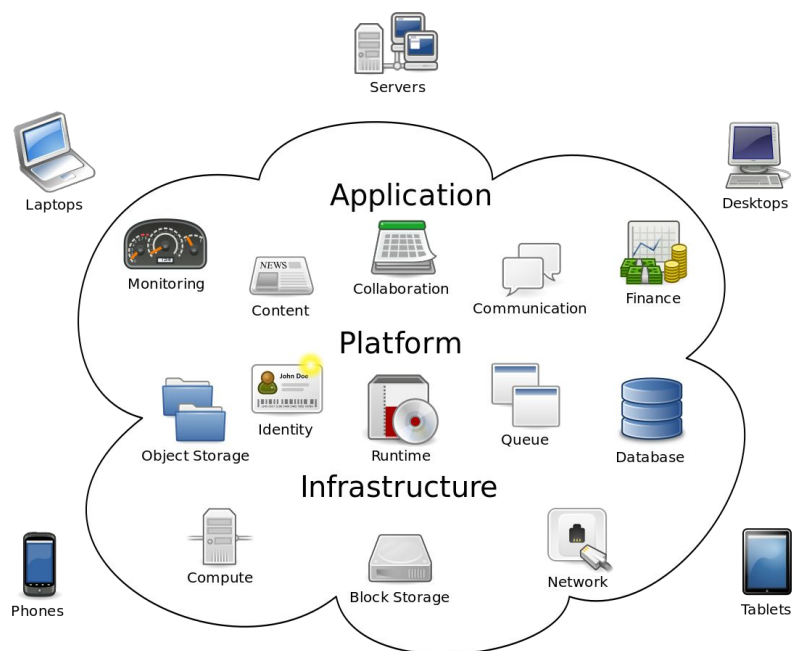 Servers
Laptops
Desktops
Application
Monitoring
NEWS
Content
Collaboration
Communication
Finance
Platform
John Doe
Object Storage
Identity
Runtime
Queue
Database
Infrastructure
Compute
Block Storage
Network
Phones
Tablets